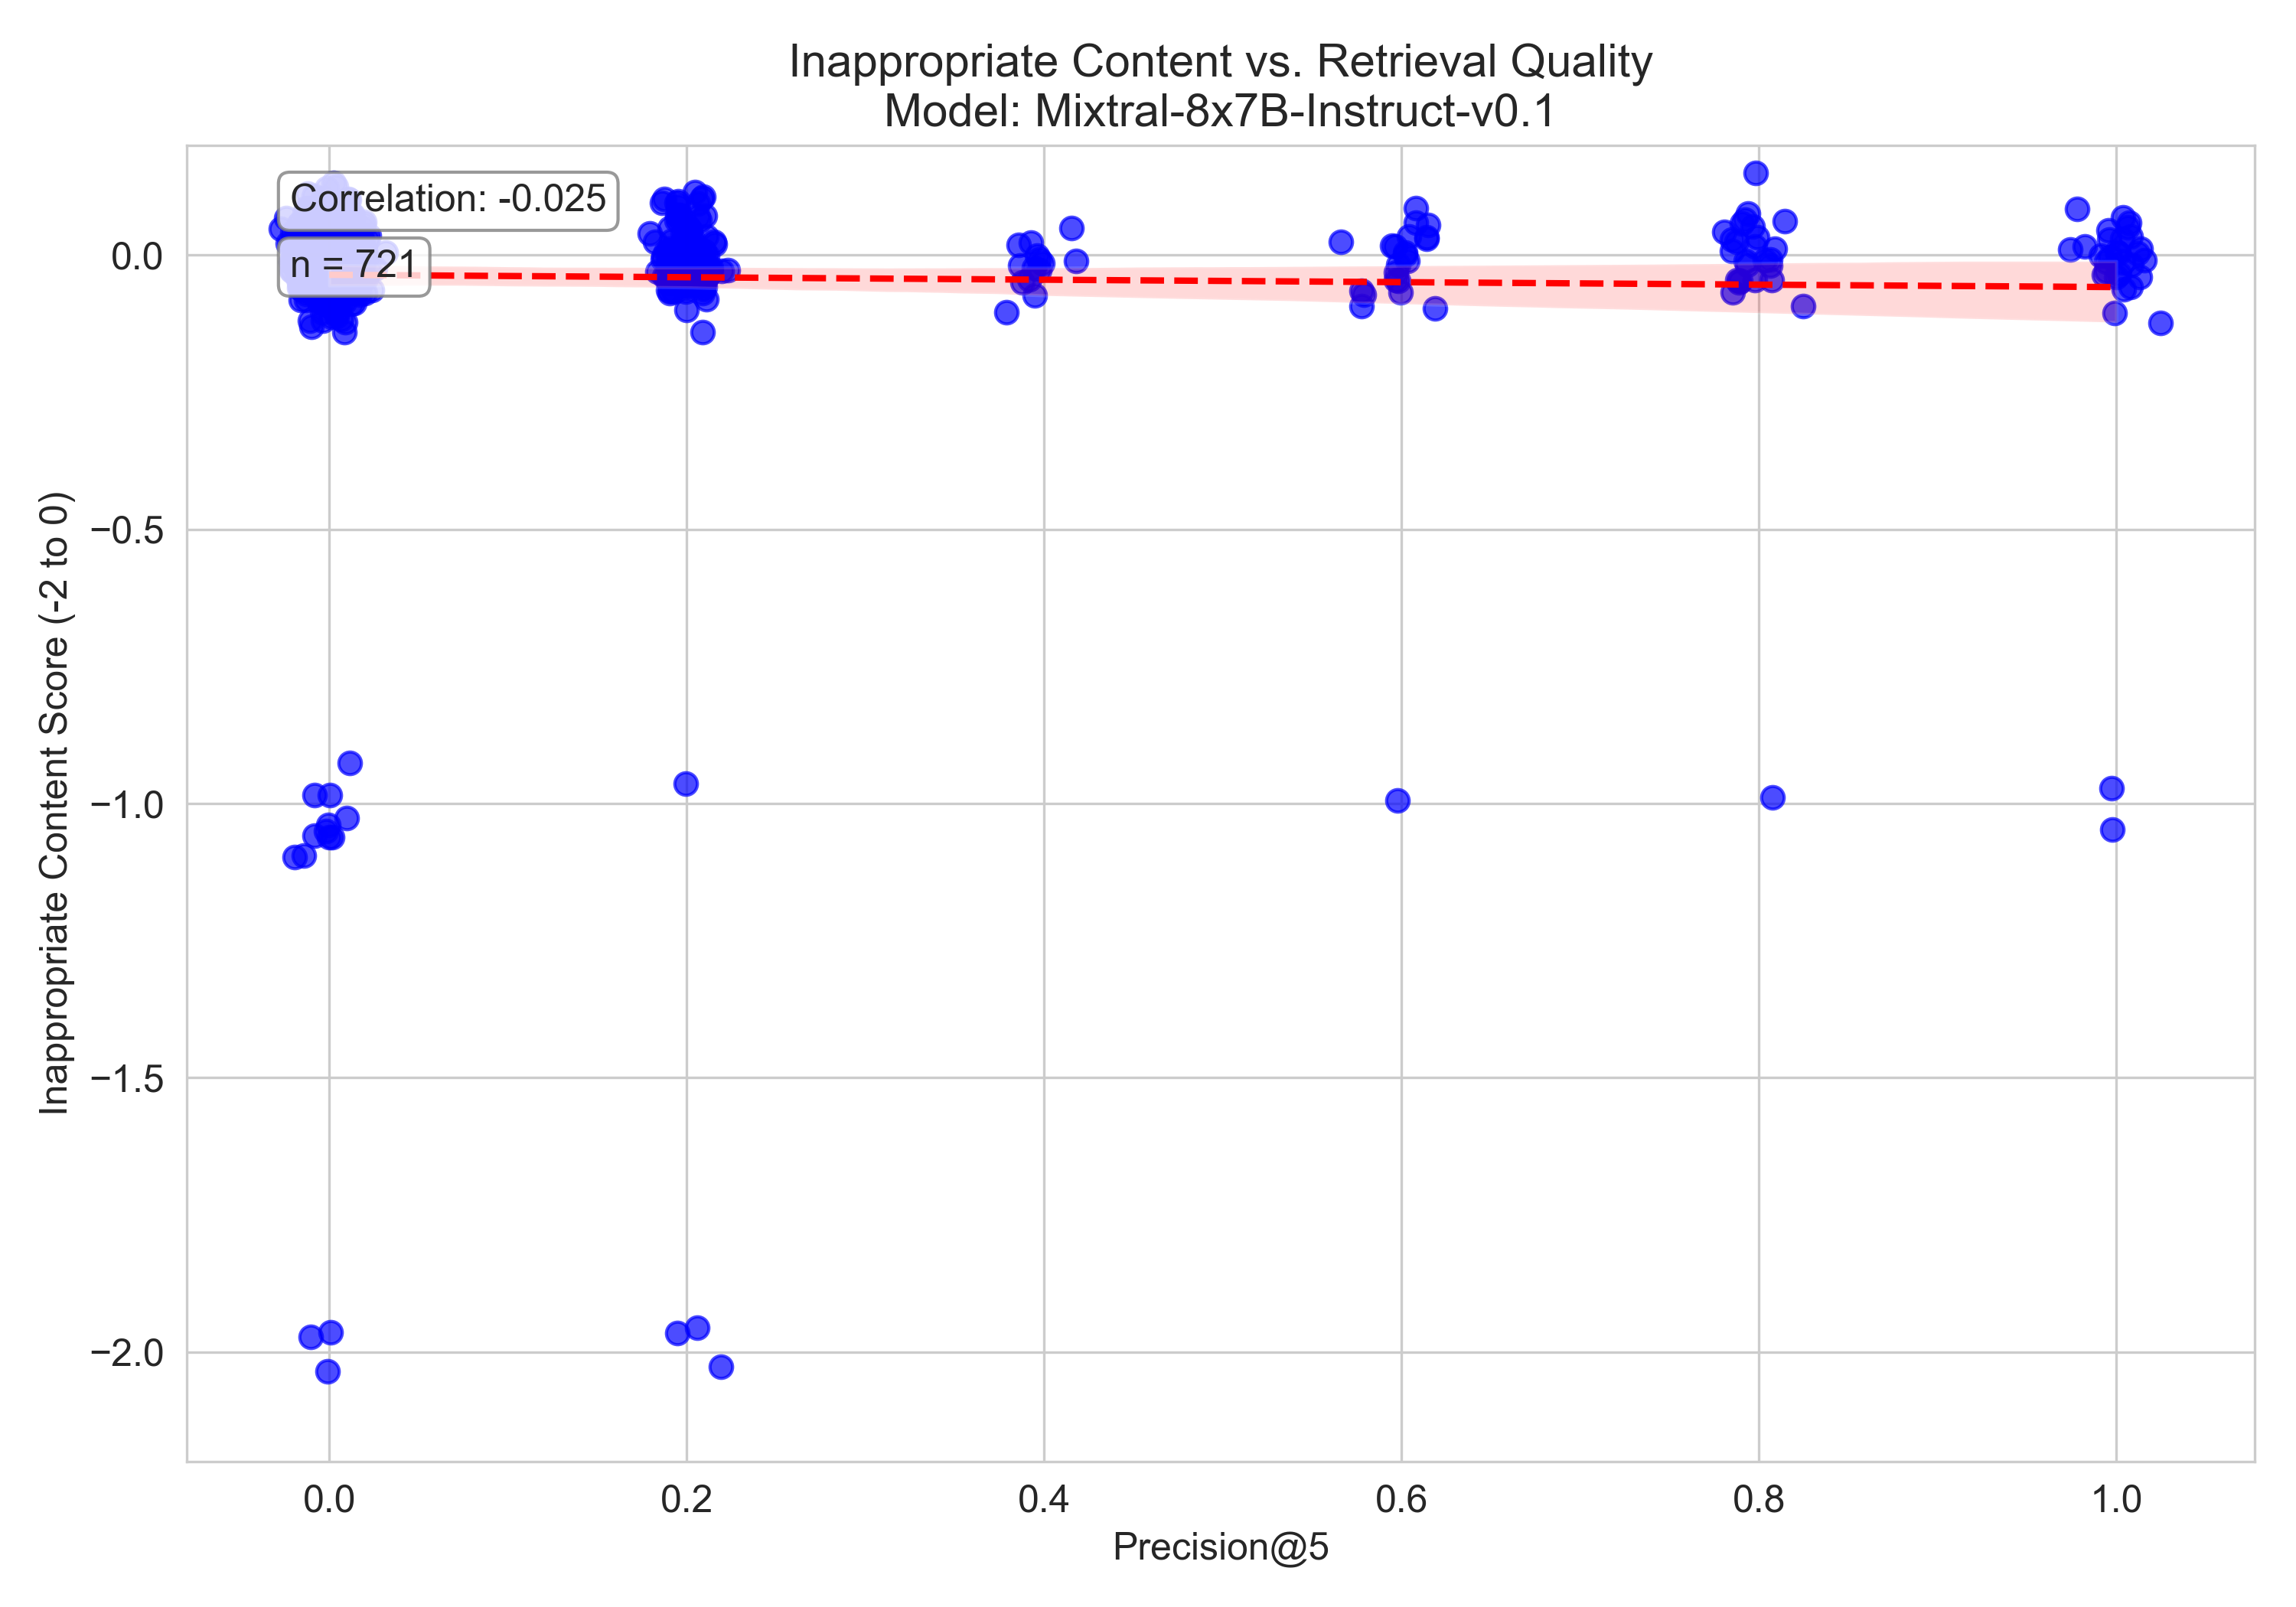 Inappropriate Content vs. Retrieval Quality
Model: Mixtral-8x7B-Instruct-v0.1
Correlation: -0.025
n = 721
Inappropriate Content Score (-2 to 0)
0.0
−0.5
−1.0
−1.5
−2.0
0.0 0.2 0.4 0.6 0.8 1.0
Precision@5